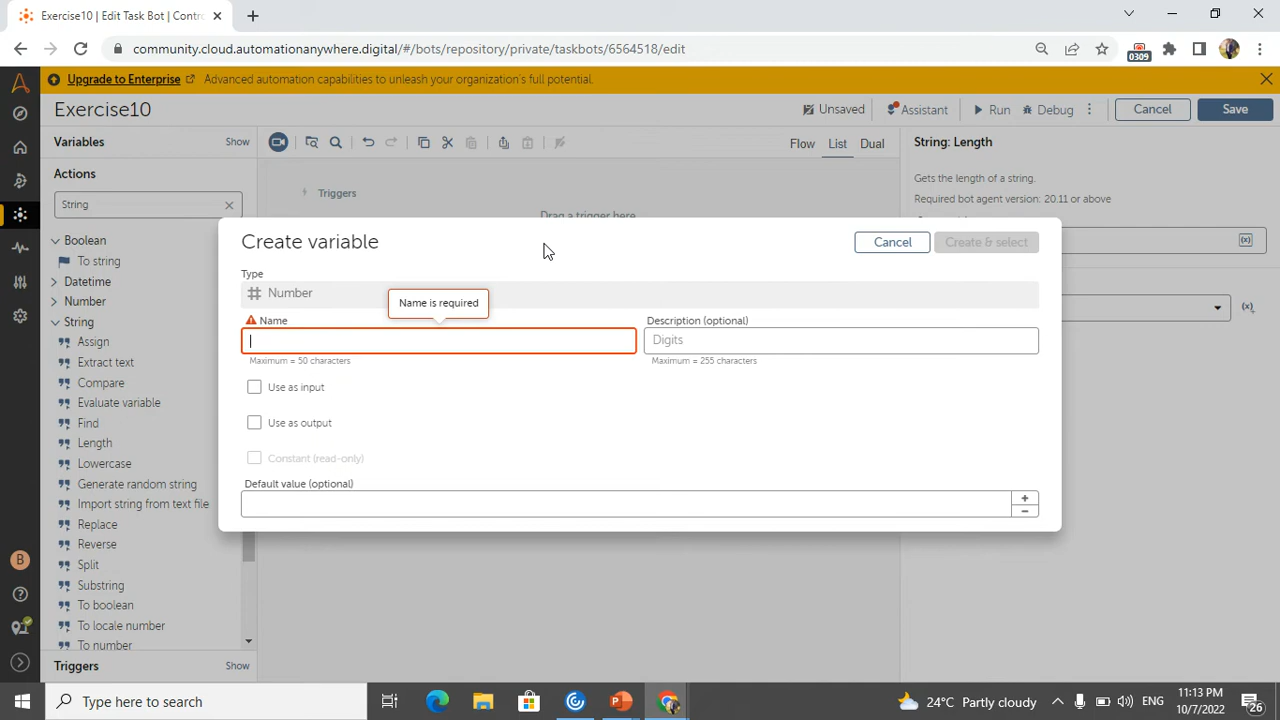 Exercise10 | Edit Task Bot | Contro
community.cloud.automationanywhere.digital/#/bots/repository/private/taskbots/6564518/edit
0309
Upgrade to Enterprise Advanced automation capabilities to unleash your organization's full potential.
Exercise10
Unsaved
Assistant
Run
Debug
Cancel
Save
Variables
Show
Flow
List
Dual
String: Length
Actions
String
Triggers
Drag a trigger here
Gets the length of a string.
Required bot agent version: 20.11 or above
Boolean
To string
Datetime
Number
String
Assign
Extract text
Compare
Evaluate variable
Find
Length
Lowercase
Generate random string
Import string from text file
Replace
Reverse
Split
Substring
To boolean
To locale number
To number
Triggers
Show
Create variable
Cancel
Create & select
Type
Number
Name is required
Name
Description (optional)
Digits
Maximum = 50 characters
Maximum = 255 characters
Use as input
Use as output
Constant (read-only)
Default value (optional)
(x)
(x)
B
Type here to search
24°C Partly cloudy
ENG
11:13 PM
10/7/2022
26